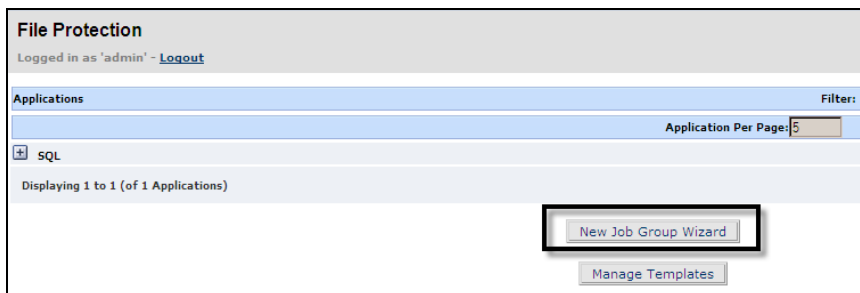 File Protection
Logged in as 'admin' - Logout
Applications Filter:
Application Per Page: 5
SQL
Displaying 1 to 1 (of 1 Applications)
New Job Group Wizard
Manage Templates